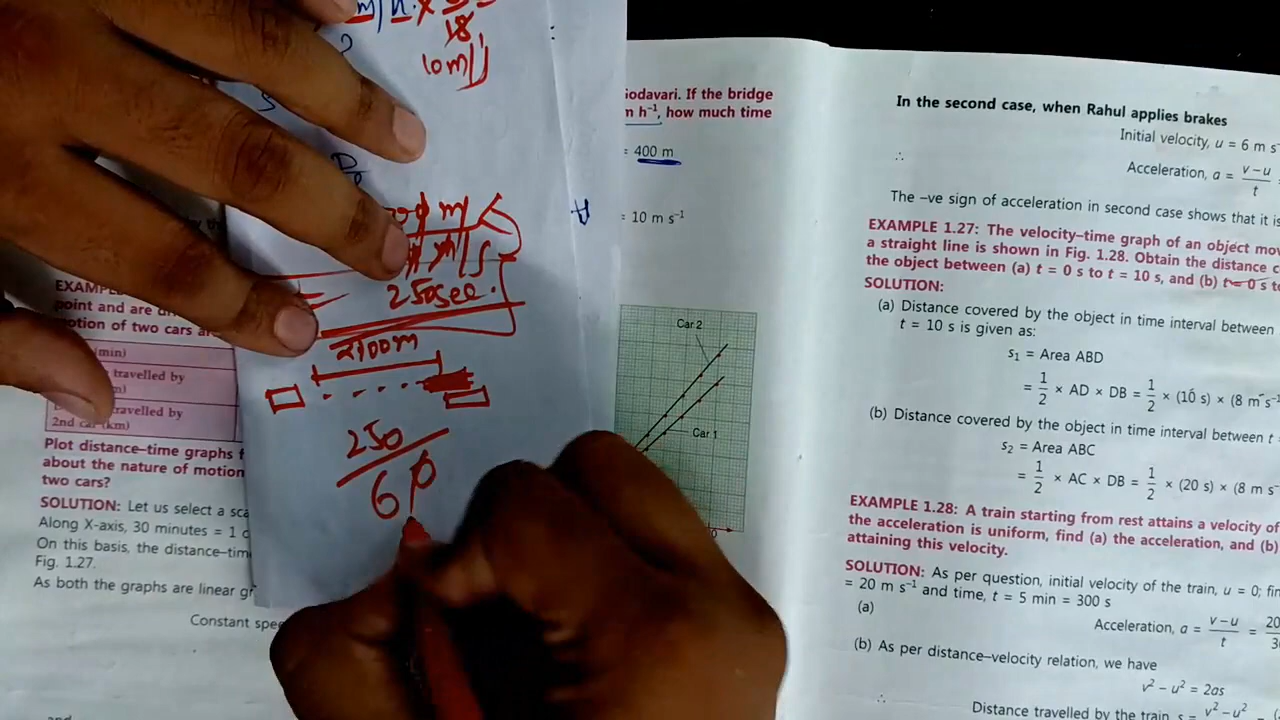 10m/
250sec.
2100m
250
60
iodavari. If the bridge
m h⁻¹, how much time
= 400 m
= 10 m s⁻¹
Car 2
Car 1
EXAMP
point and are
otion of two cars
(min)
travelled by
travelled by
2nd car (km)
Plot distance–time graphs f
about the nature of motion
two cars?
SOLUTION: Let us select a sca
Along X-axis, 30 minutes = 1 c
On this basis, the distance–tim
Fig. 1.27.
As both the graphs are linear gr
Constant spee
and
In the second case, when Rahul applies brakes
Initial velocity, u = 6 m s⁻
∴
Acceleration, a = (v–u)/t
The –ve sign of acceleration in second case shows that it is
EXAMPLE 1.27: The velocity–time graph of an object mov
a straight line is shown in Fig. 1.28. Obtain the distance c
the object between (a) t = 0 s to t = 10 s, and (b) t = 0 s to
SOLUTION:
(a) Distance covered by the object in time interval between
t = 10 s is given as:
s₁ = Area ABD
= 1/2 × AD × DB = 1/2 × (10 s) × (8 m s⁻¹
(b) Distance covered by the object in time interval between t
s₂ = Area ABC
= 1/2 × AC × DB = 1/2 × (20 s) × (8 m s
EXAMPLE 1.28: A train starting from rest attains a velocity of
the acceleration is uniform, find (a) the acceleration, and (b)
attaining this velocity.
SOLUTION: As per question, initial velocity of the train, u = 0; fin
= 20 m s⁻¹ and time, t = 5 min = 300 s
(a)
Acceleration, a = (v–u)/t = 20
(b) As per distance–velocity relation, we have
v² – u² = 2as
∴
Distance travelled by the train, s = v² – u²